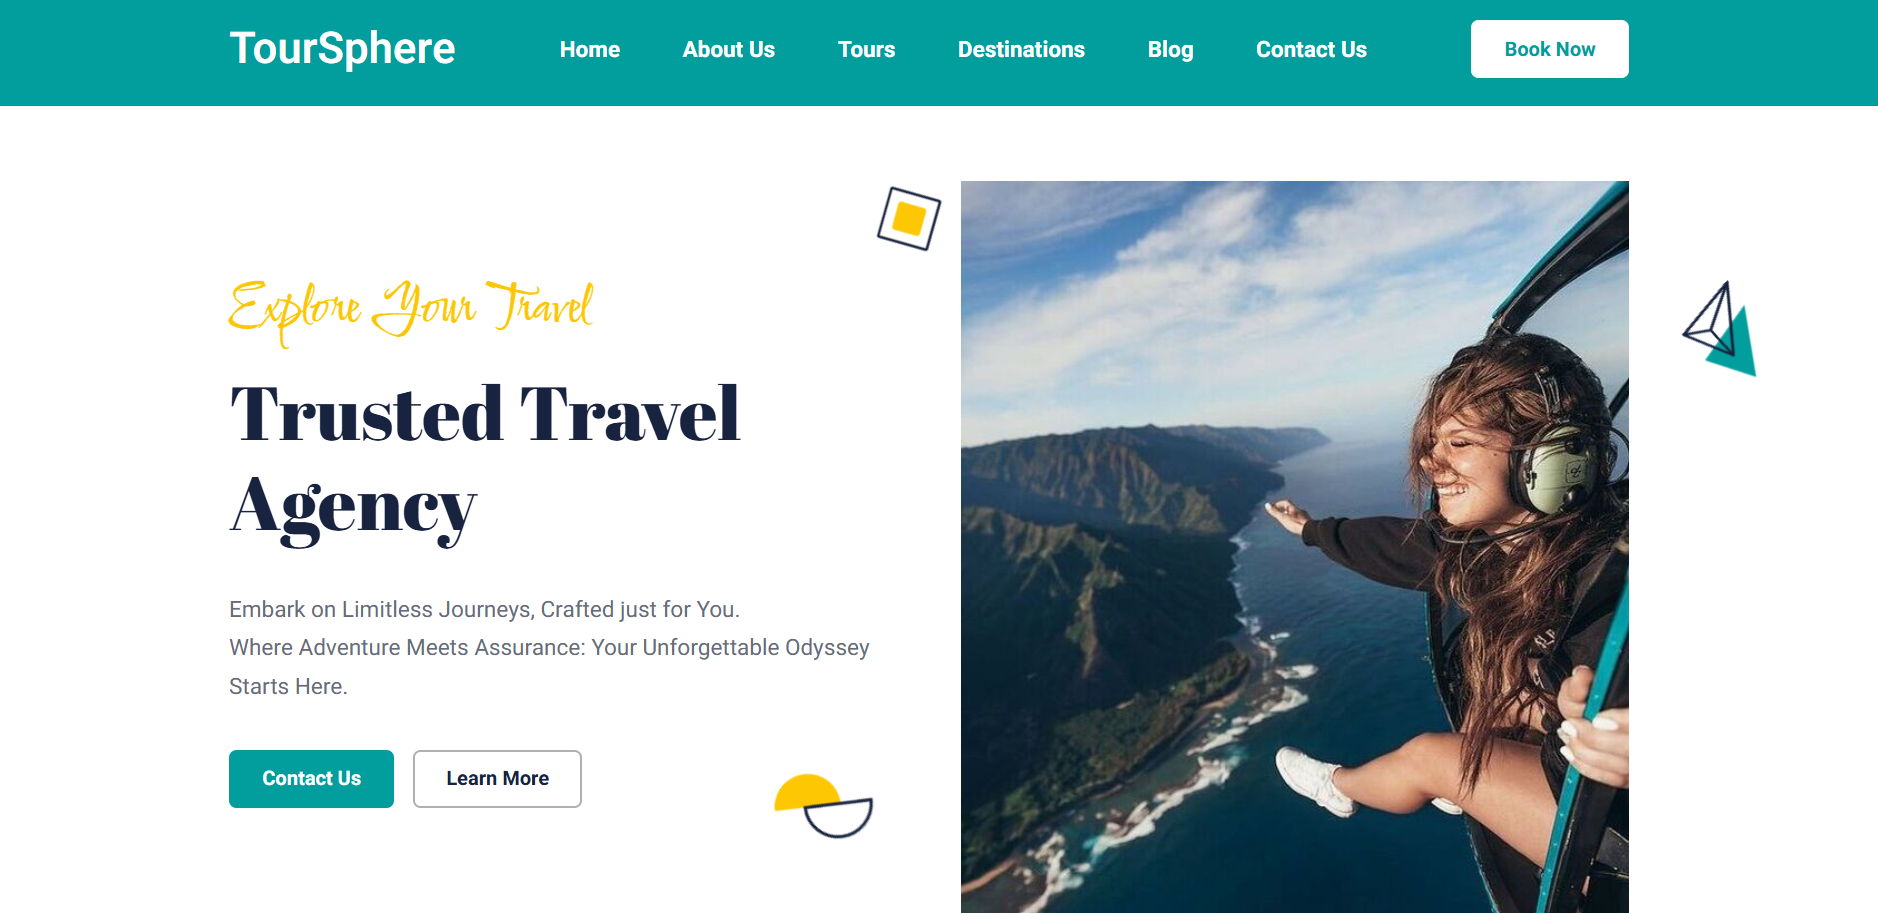 TourSphere
Home
About Us
Tours
Destinations
Blog
Contact Us
Book Now
Explore Your Travel
Trusted Travel
Agency
Embark on Limitless Journeys, Crafted just for You.
Where Adventure Meets Assurance: Your Unforgettable Odyssey
Starts Here.
Contact Us
Learn More